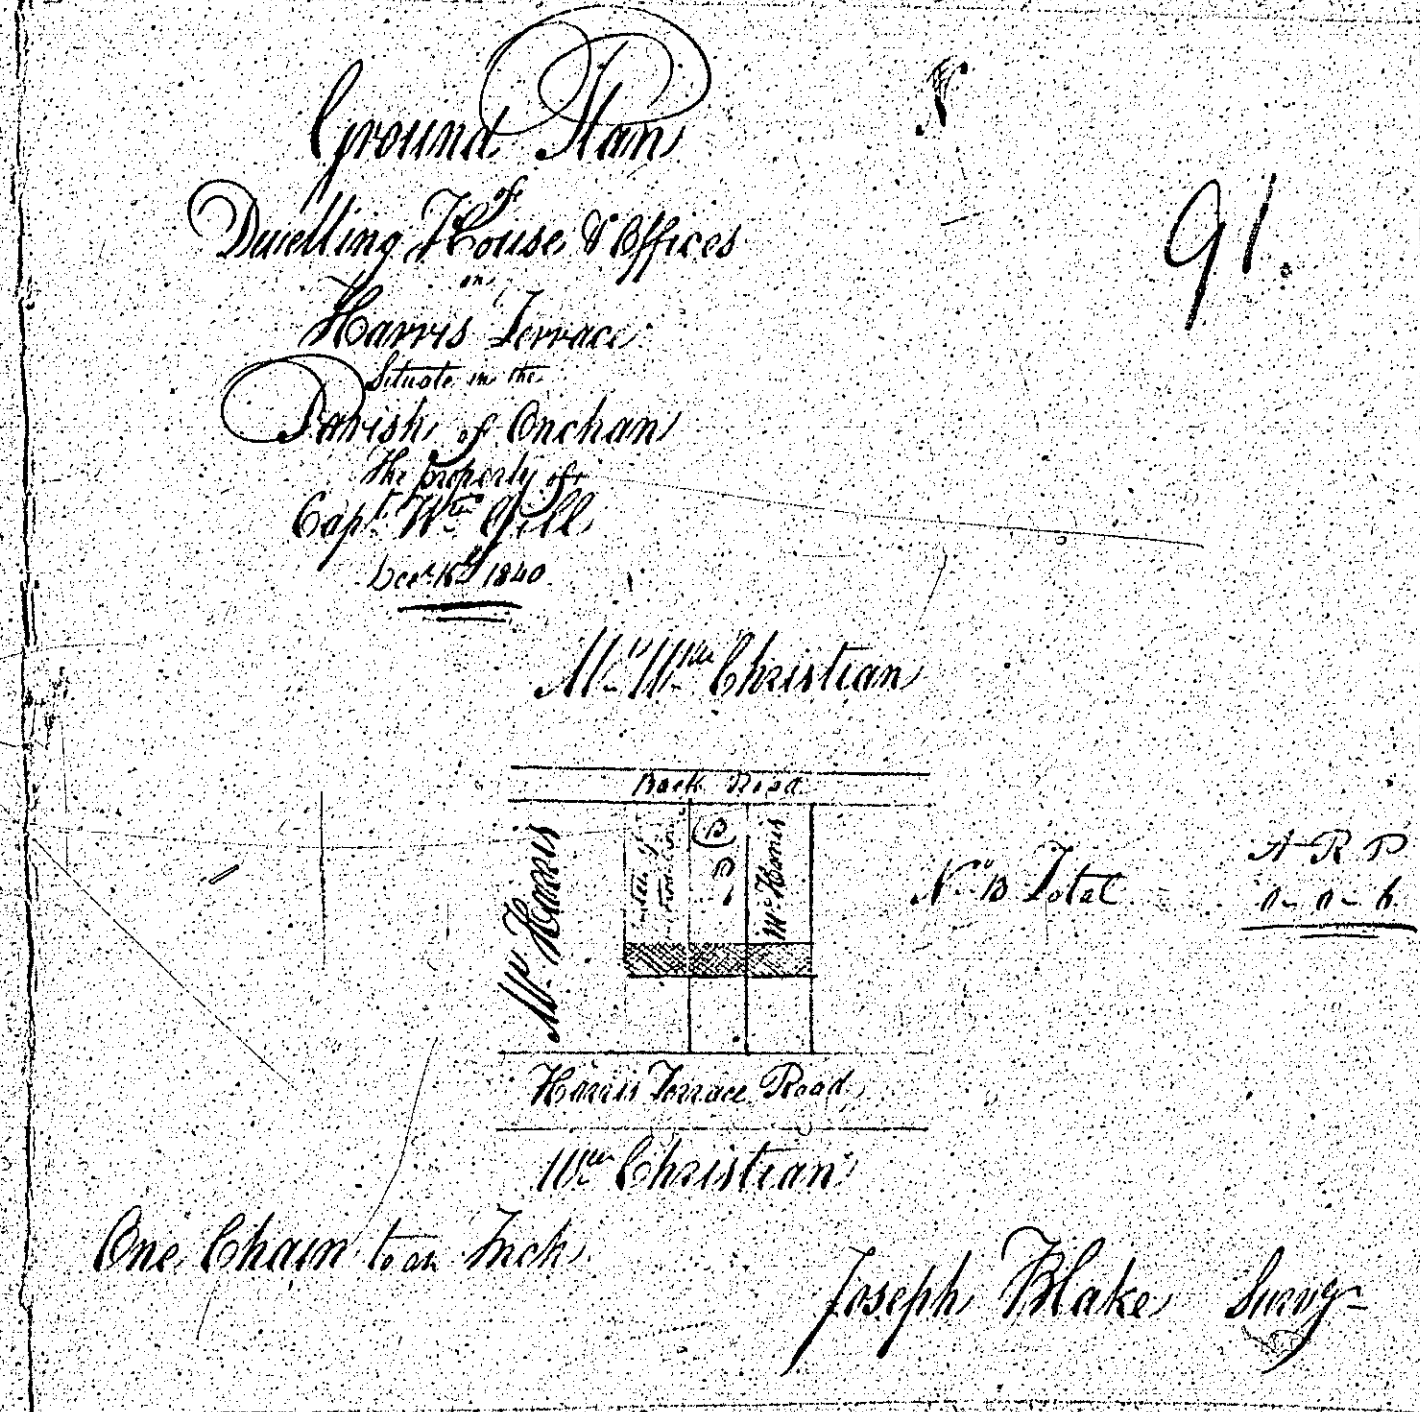 Ground Plan
of
Dwelling House & Offices
in
Harris Terrace
Situate in the
Parish of Onchan
The property of
Capt. Wm Gill
Decr 1840
91.
Mr Wm Christian
Back Road
Mr Harris
B
Mr Harris
No B Total
A R P
0 - 0 - 6
Harris Terrace Road
Wm Christian
One Chain to an Inch
Joseph Blake Survg